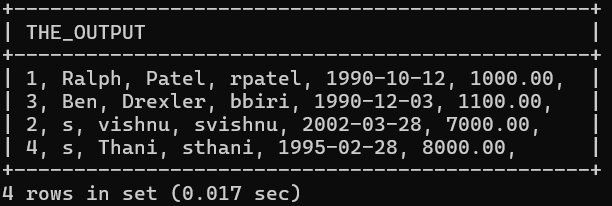 THE_OUTPUT
1, Ralph, Patel, rpatel, 1990-10-12, 1000.00,
3, Ben, Drexler, bbiri, 1990-12-03, 1100.00,
2, s, vishnu, svishnu, 2002-03-28, 7000.00,
4, s, Thani, sthani, 1995-02-28, 8000.00,
4 rows in set (0.017 sec)